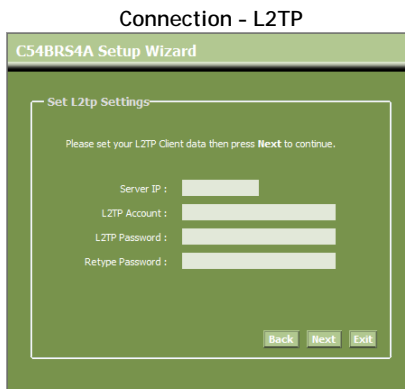 Connection - L2TP
C54BRS4A Setup Wizard
Set L2tp Settings
Please set your L2TP Client data then press Next to continue.
Server IP :
L2TP Account :
L2TP Password :
Retype Password :
Back Next Exit